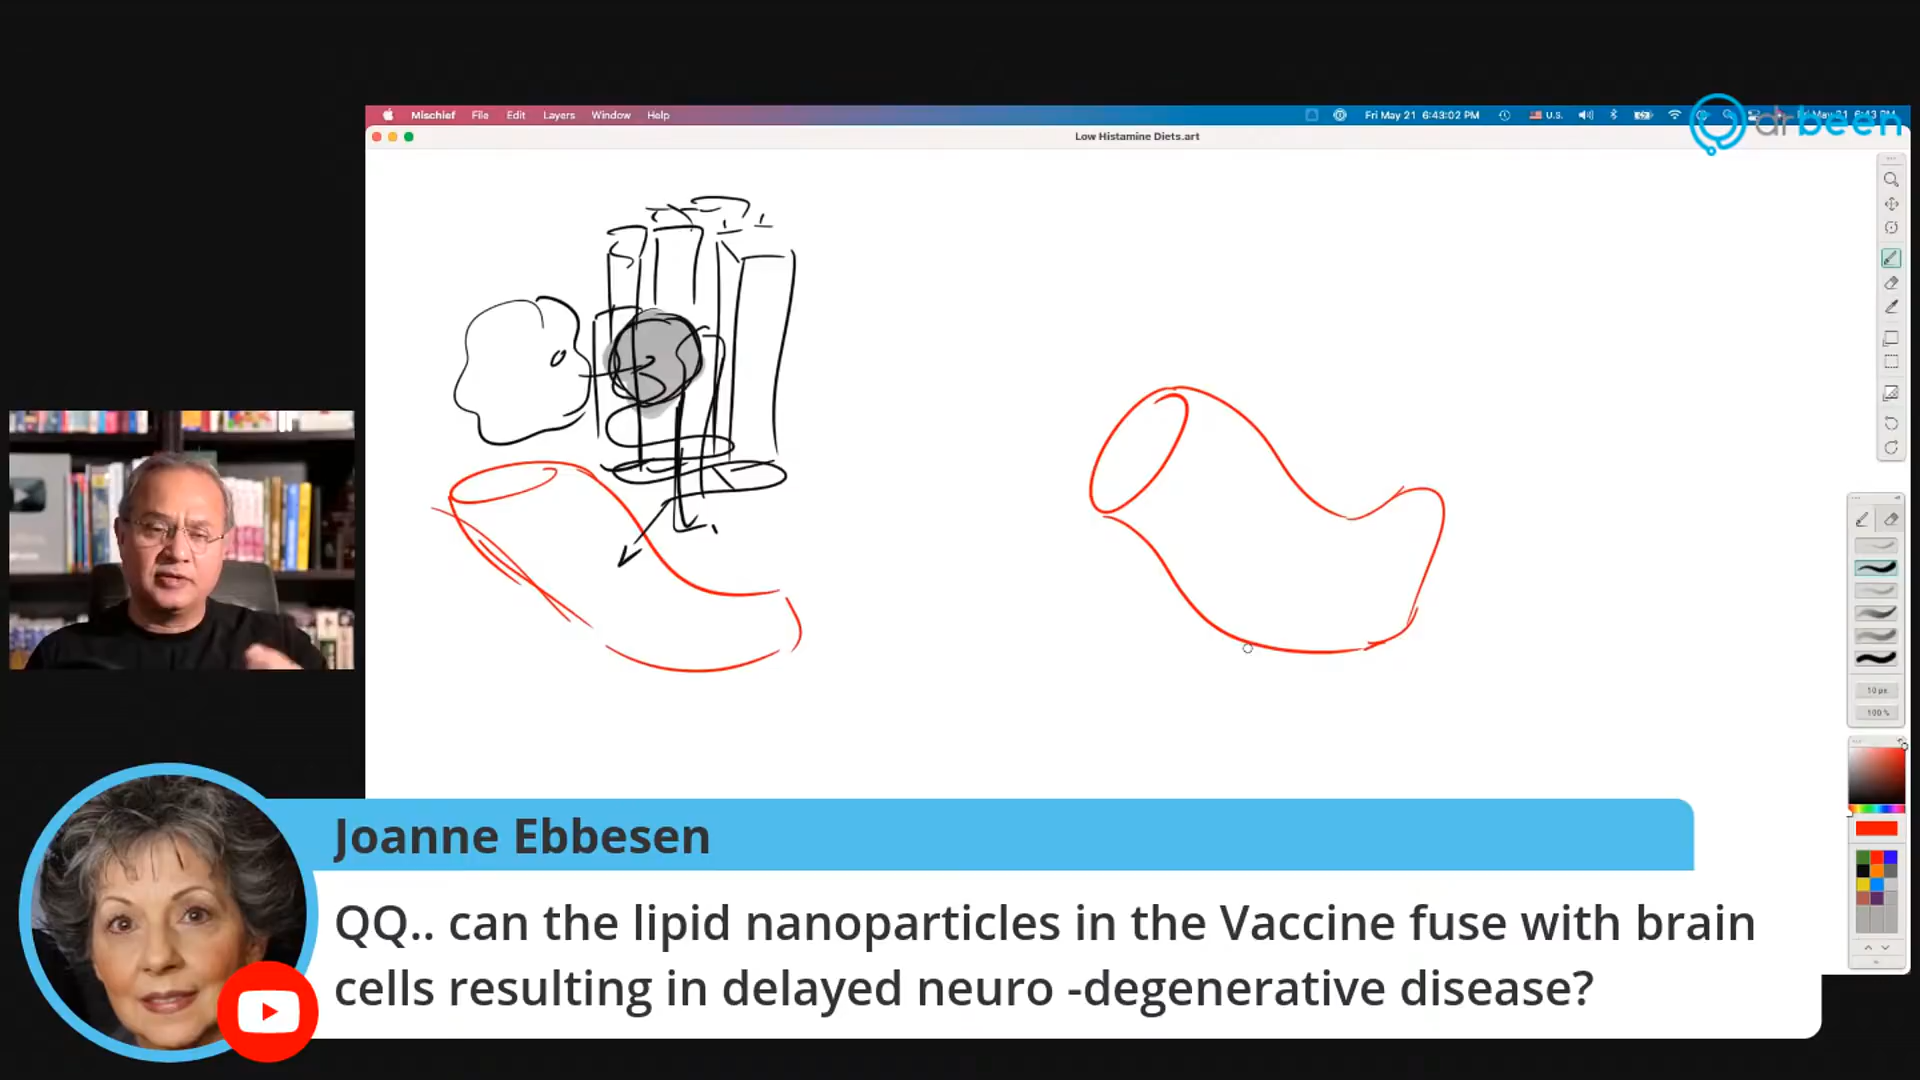 Mischief File Edit Layers Window Help
Fri May 21 6:43:02 PM
U.S.
drbeen
Low Histamine Diets.art
10 px
100 %
Joanne Ebbesen
QQ.. can the lipid nanoparticles in the Vaccine fuse with brain
cells resulting in delayed neuro -degenerative disease?